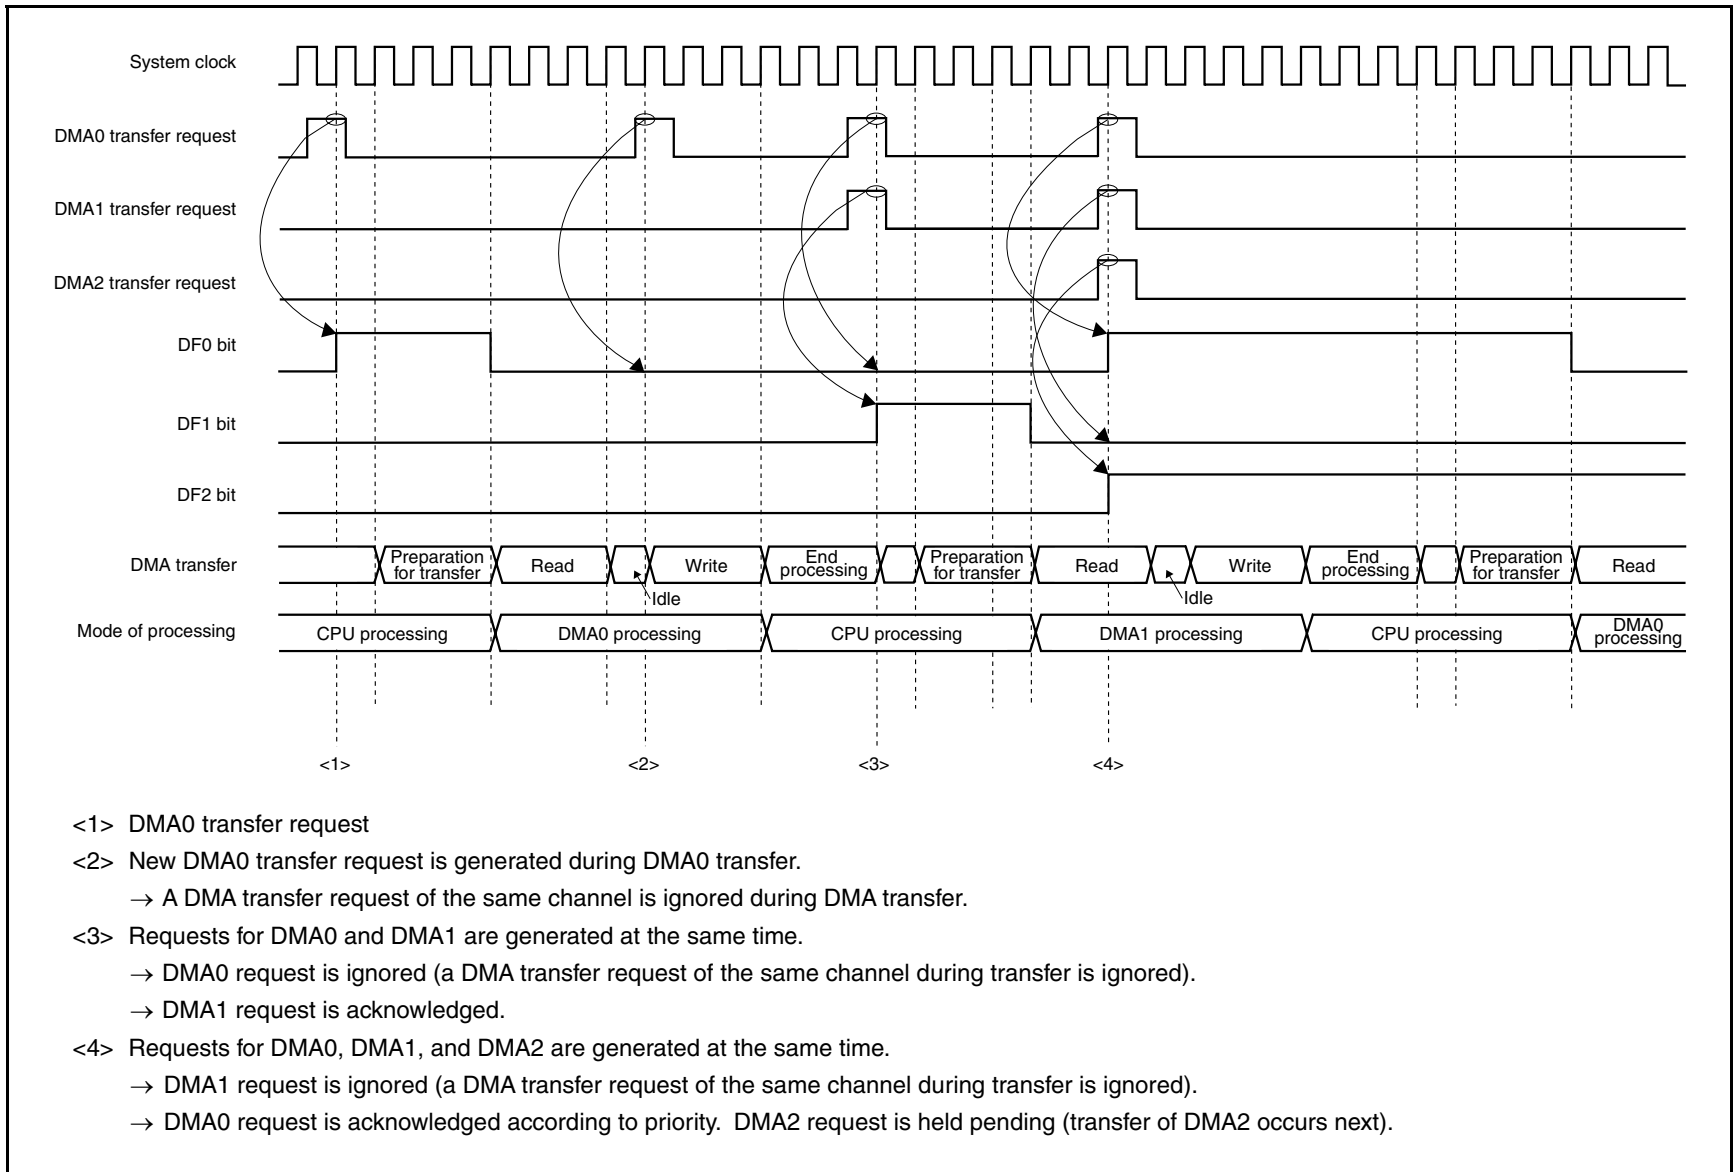 System clock
DMA0 transfer request
DMA1 transfer request
DMA2 transfer request
DF0 bit
DF1 bit
DF2 bit
DMA transfer
Preparation for transfer
Read
Idle
Write
End processing
Preparation for transfer
Read
Idle
Write
End processing
Preparation for transfer
Read
Mode of processing
CPU processing
DMA0 processing
CPU processing
DMA1 processing
CPU processing
DMA0 processing
<1>
<2>
<3>
<4>
<1> DMA0 transfer request
<2> New DMA0 transfer request is generated during DMA0 transfer.
→ A DMA transfer request of the same channel is ignored during DMA transfer.
<3> Requests for DMA0 and DMA1 are generated at the same time.
→ DMA0 request is ignored (a DMA transfer request of the same channel during transfer is ignored).
→ DMA1 request is acknowledged.
<4> Requests for DMA0, DMA1, and DMA2 are generated at the same time.
→ DMA1 request is ignored (a DMA transfer request of the same channel during transfer is ignored).
→ DMA0 request is acknowledged according to priority. DMA2 request is held pending (transfer of DMA2 occurs next).